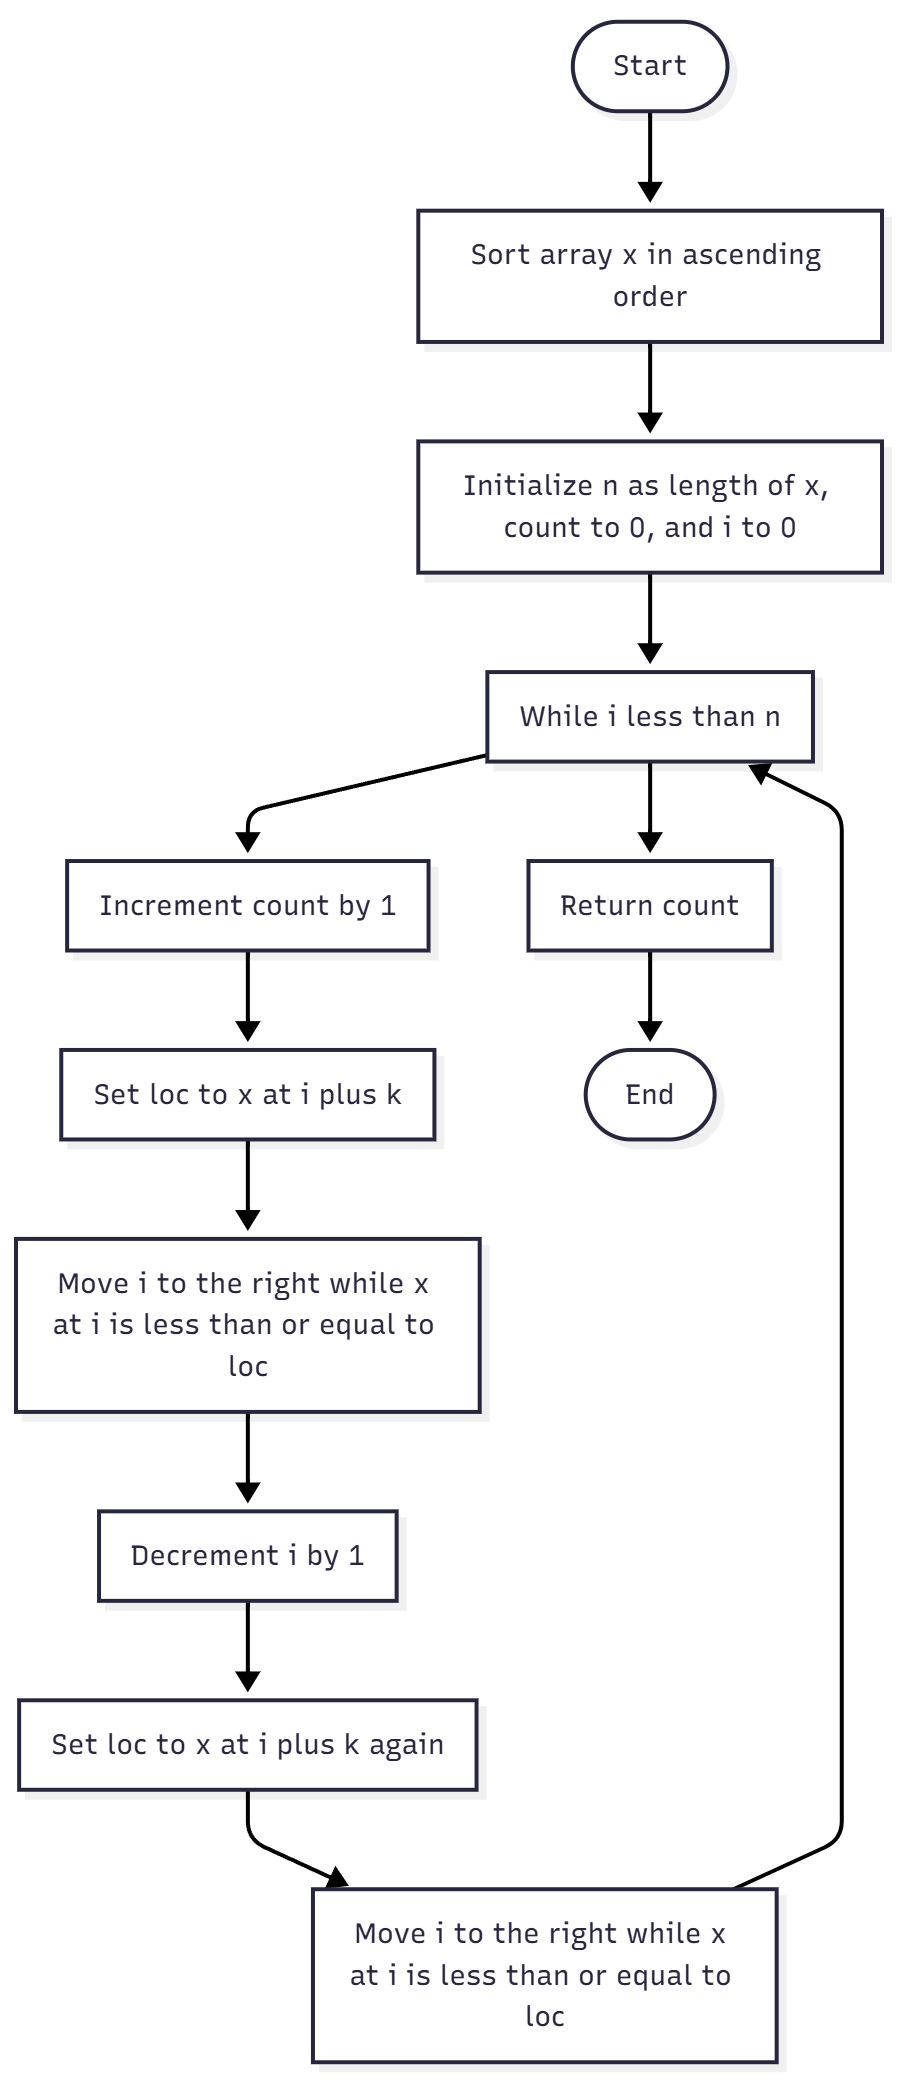 Start
Sort array x in ascending
order
Initialize n as length of x,
count to 0, and i to 0
While i less than n
Increment count by 1
Return count
Set loc to x at i plus k
End
Move i to the right while x
at i is less than or equal to
loc
Decrement i by 1
Set loc to x at i plus k again
Move i to the right while x
at i is less than or equal to
loc